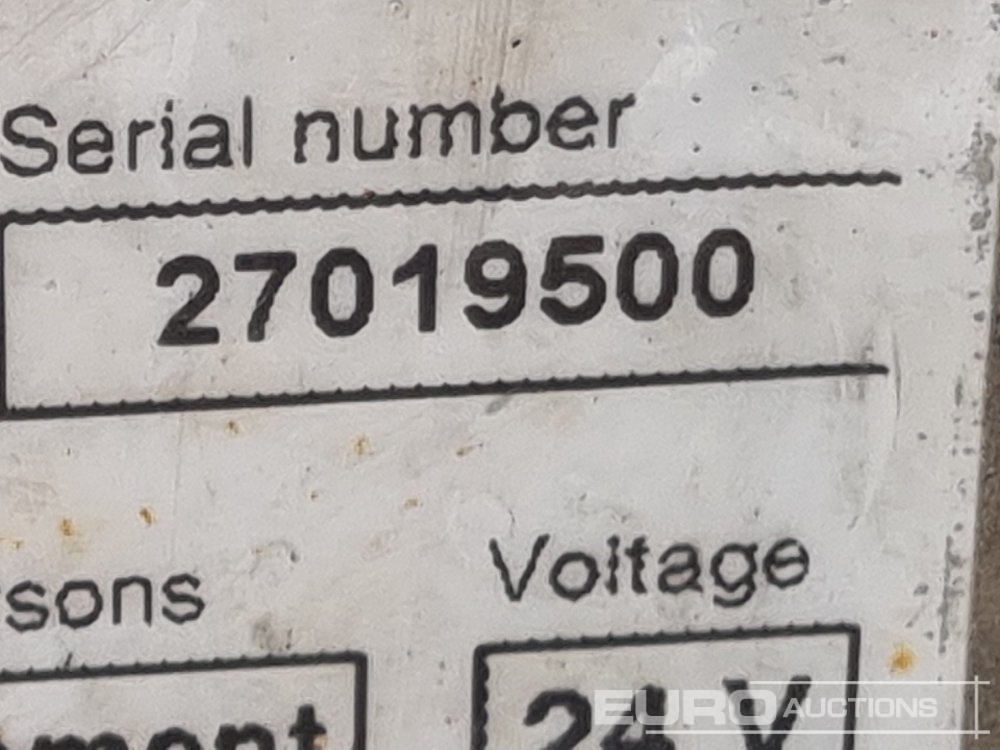 Serial number
27019500
sons
Voltage
24 V
EURO AUCTIONS